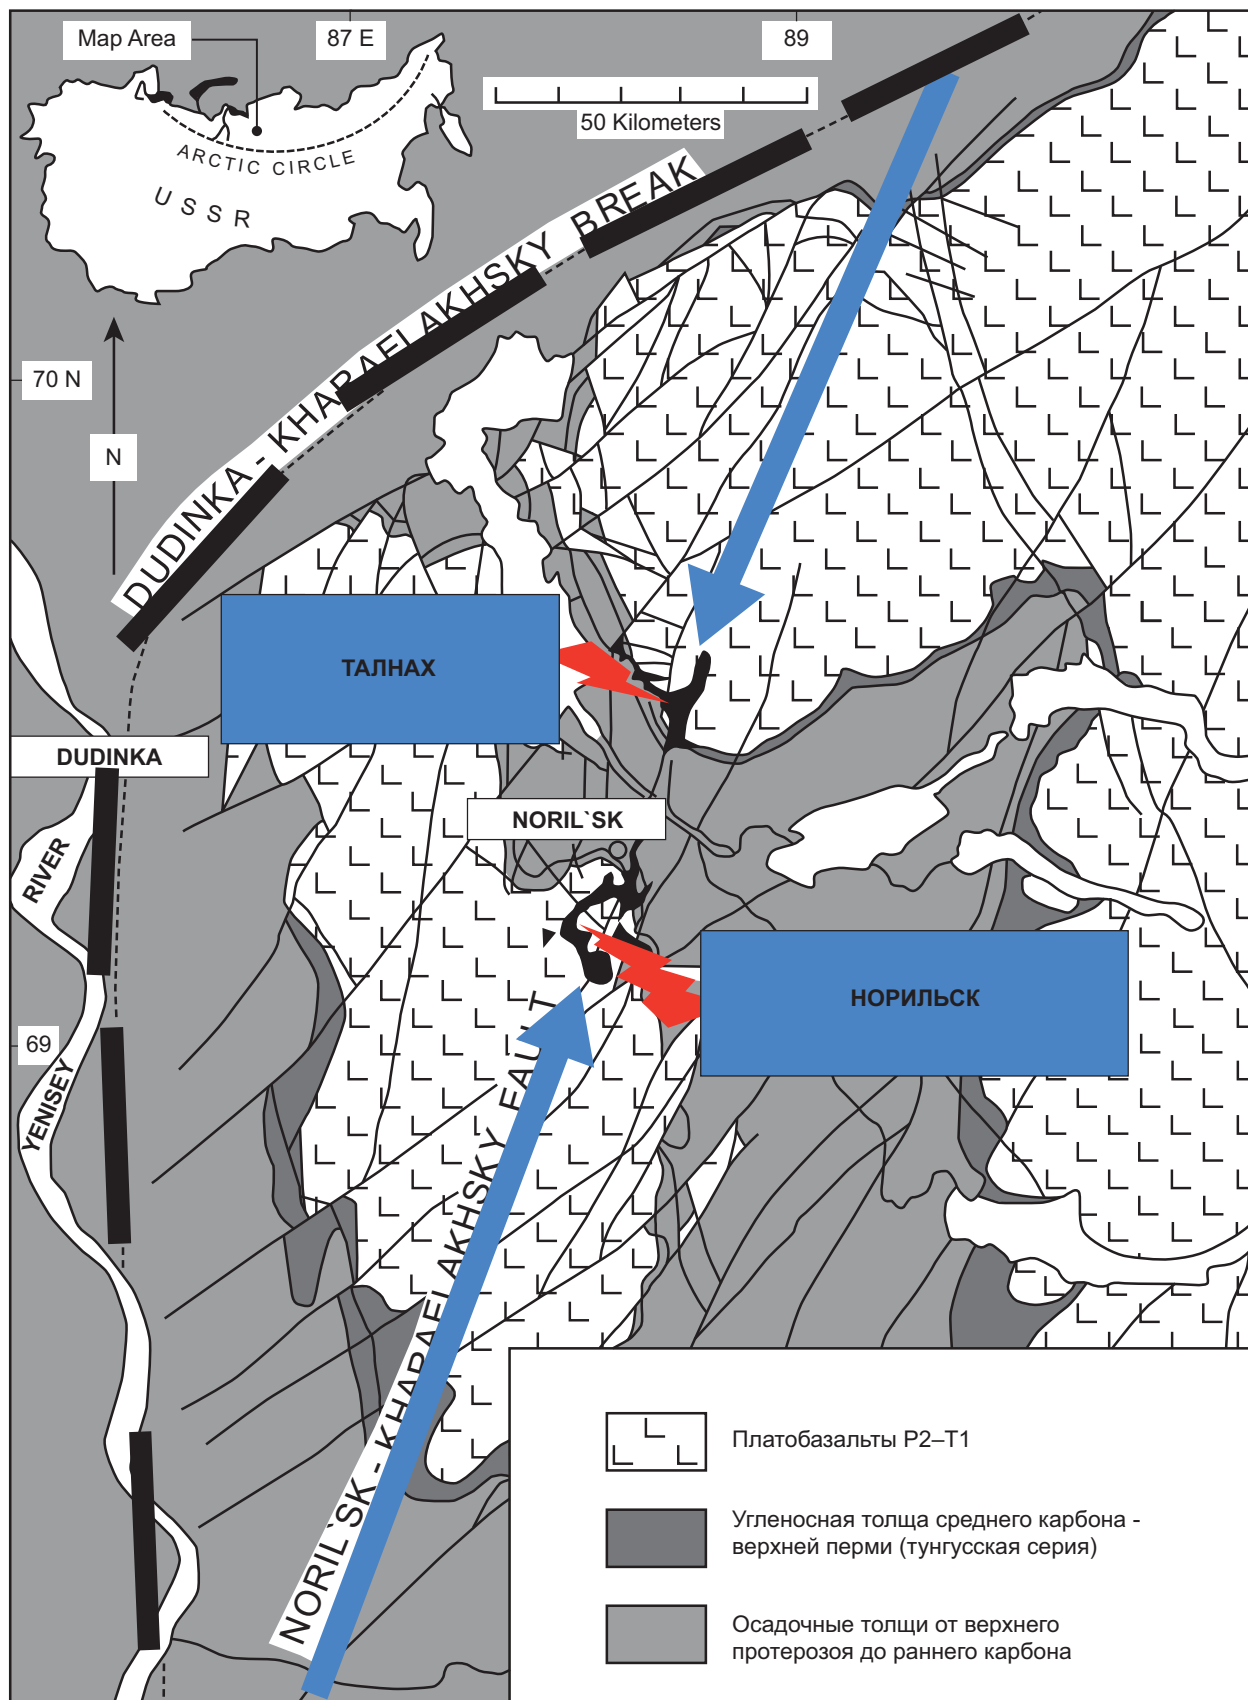 Map Area
87 E
89
50 Kilometers
ARCTIC CIRCLE
USSR
DUDINKA - KHARAELAKHSKY BREAK
70 N
N
ТАЛНАХ
DUDINKA
NORIL`SK
RIVER
НОРИЛЬСК
69
YENISEY
NORIL`SK - KHARAELAKHSKY FAULT
Платобазальты P2–T1
Угленосная толща среднего карбона -
верхней перми (тунгусская серия)
Осадочные толщи от верхнего
протерозоя до раннего карбона